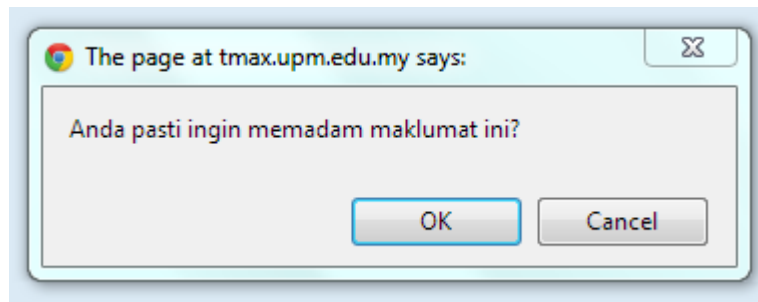 The page at tmax.upm.edu.my says:
Anda pasti ingin memadam maklumat ini?
OK
Cancel